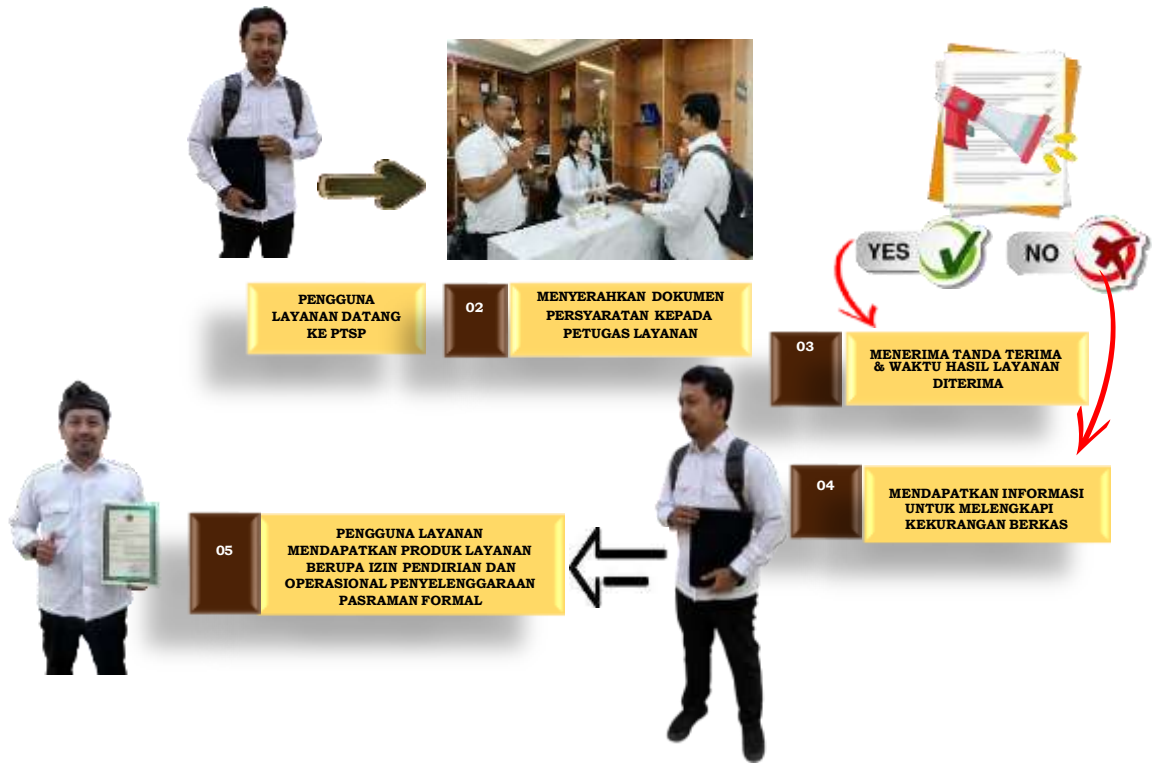 PENGGUNA
LAYANAN DATANG
KE PTSP
02
MENYERAHKAN DOKUMEN
PERSYARATAN KEPADA
PETUGAS LAYANAN
YES
NO
03
MENERIMA TANDA TERIMA
& WAKTU HASIL LAYANAN
DITERIMA
04
MENDAPATKAN INFORMASI
UNTUK MELENGKAPI
KEKURANGAN BERKAS
05
PENGGUNA LAYANAN
MENDAPATKAN PRODUK LAYANAN
BERUPA IZIN PENDIRIAN DAN
OPERASIONAL PENYELENGGARAAN
PASRAMAN FORMAL